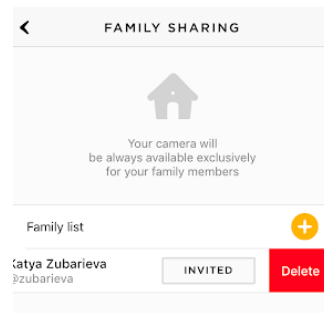 FAMILY SHARING
Your camera will
be always available exclusively
for your family members
Family list
Katya Zubarieva
@zubarieva
INVITED
Delete